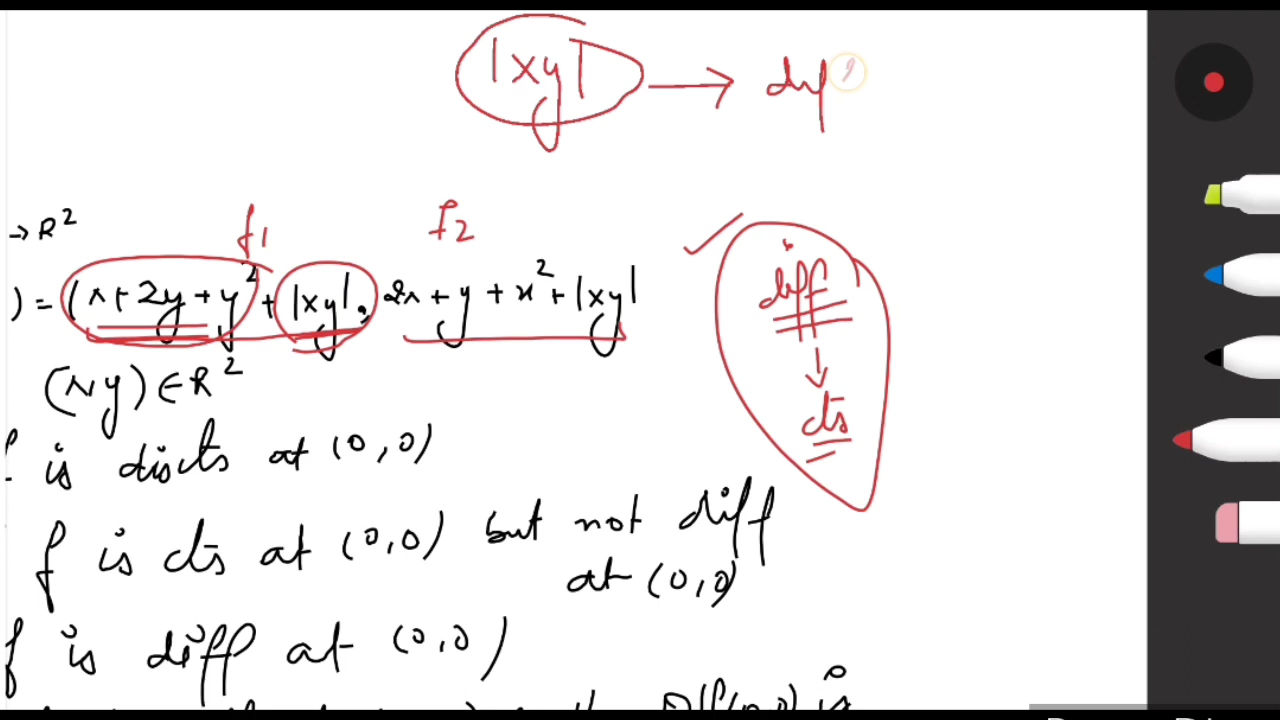 |xy| → diff
→ R²
f1 f2
) = (x + 2y + y² + |xy|, 2x + y + x² + |xy|
diff
↓
cts
(x,y) ∈ R²
f is discts at (0,0)
f is cts at (0,0) but not diff
at (0,0)
f is diff at (0,0)
is